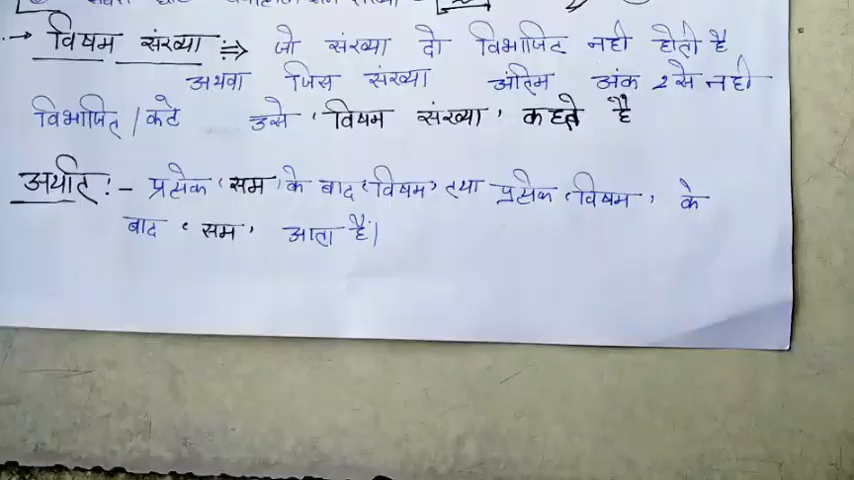 → विषम संख्या ⇒ जो संख्या दो विभाजित नही होती है
अथवा जिस संख्या अंतिम अंक 2 से नही
विभाजित / कटे उसे 'विषम संख्या' कहते है
अर्थात :- प्रत्येक 'सम' के बाद 'विषम' तथा प्रत्येक 'विषम' के
बाद 'सम' आता है।